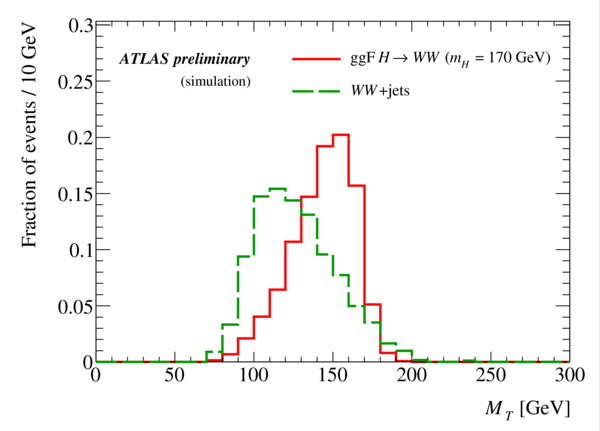 Fraction of events / 10 GeV
0.3
0.25
0.2
0.15
0.1
0.05
0
ATLAS preliminary
(simulation)
ggF H → WW (m_H = 170 GeV)
WW+jets
0 50 100 150 200 250 300
M_T [GeV]